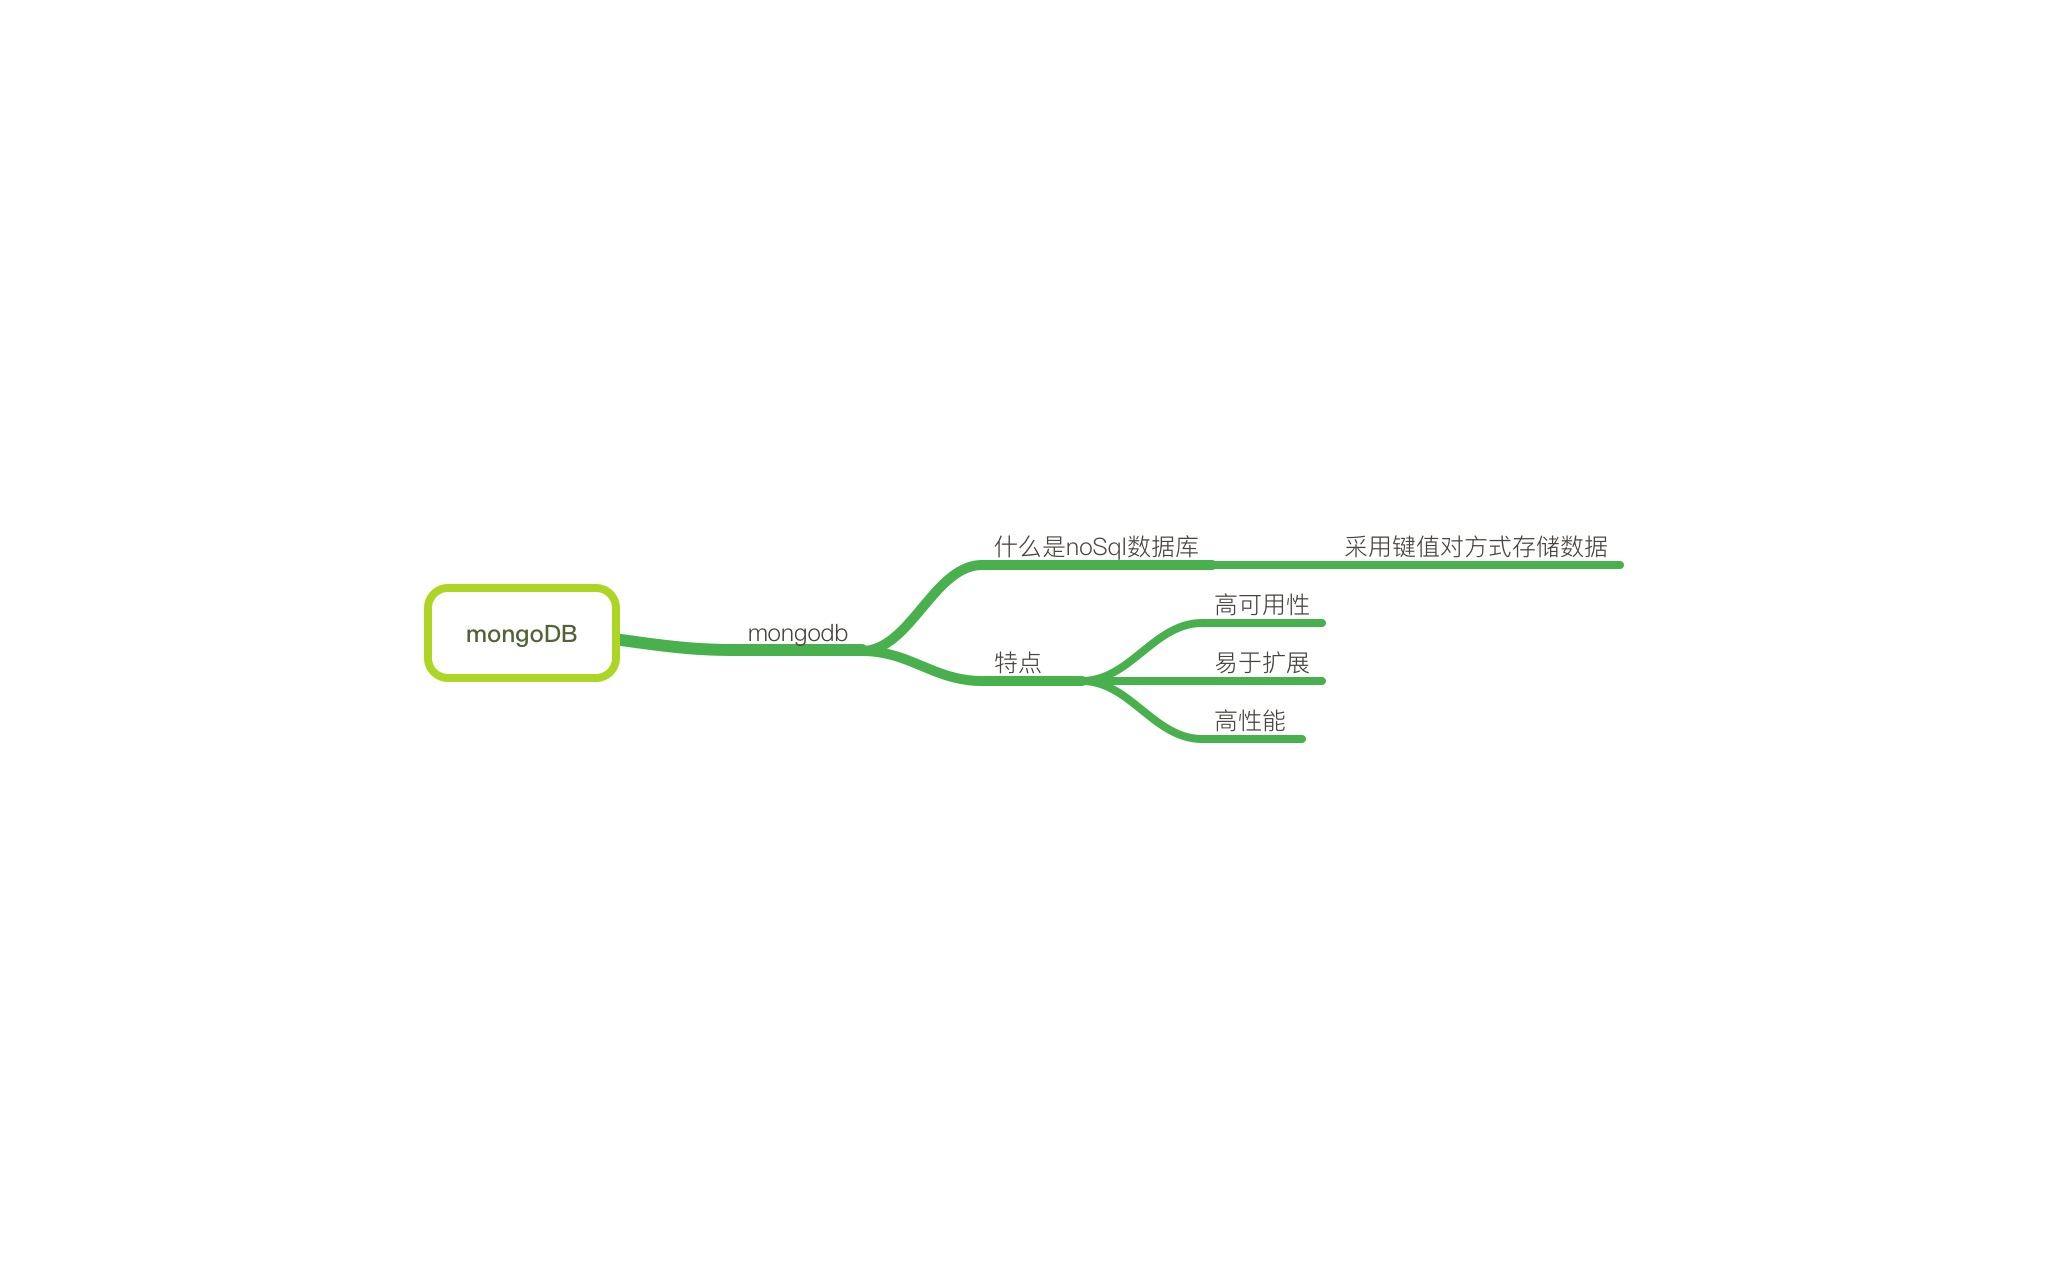 mongoDB
mongodb
什么是noSql数据库
采用键值对方式存储数据
特点
高可用性
易于扩展
高性能